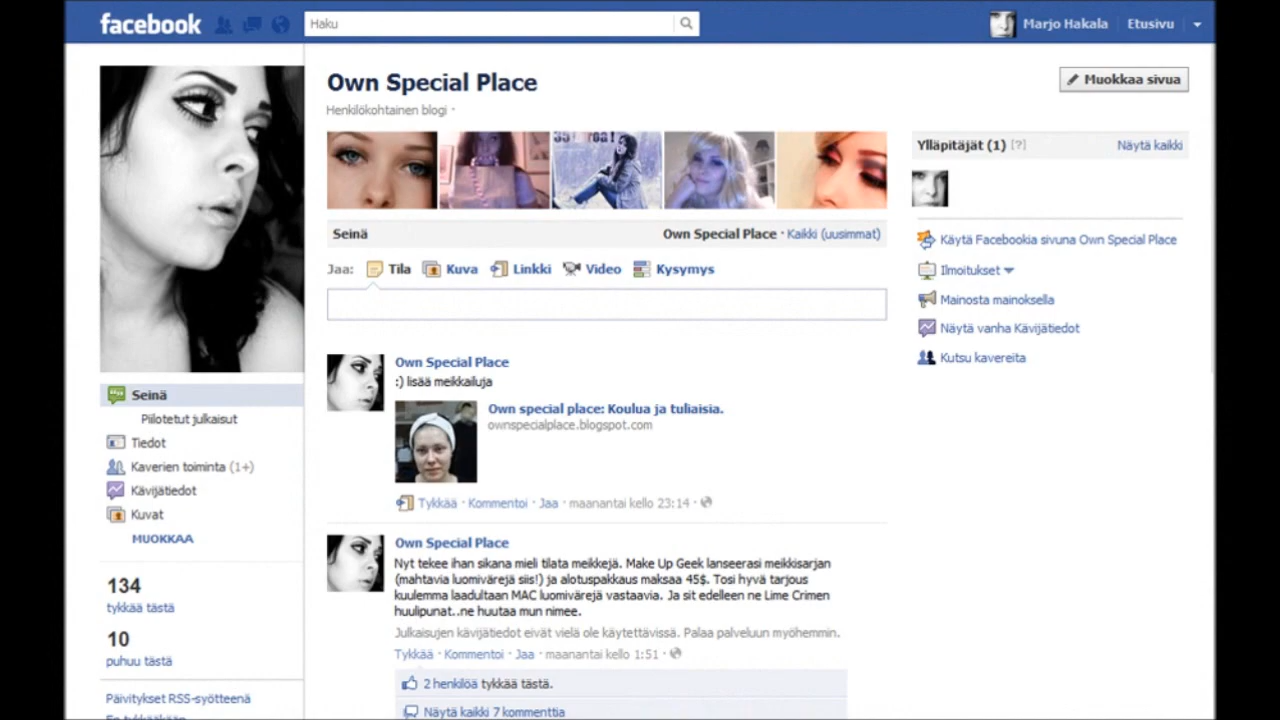 facebook
Haku
Marjo Hakala
Etusivu
Own Special Place
Muokkaa sivua
Henkilökohtainen blogi ·
Ylläpitäjät (1) [?]
Näytä kaikki
Seinä
Own Special Place · Kaikki (uusimmat)
Käytä Facebookia sivuna Own Special Place
Jaa: Tila Kuva Linkki Video Kysymys
Ilmoitukset
Mainosta mainoksella
Näytä vanha Kävijätiedot
Kutsu kavereita
Own Special Place
:) lisää meikkailuja
Own special place: Koulua ja tuliaisia.
ownspecialplace.blogspot.com
Tykkää · Kommentoi · Jaa · maanantai kello 23:14 ·
Own Special Place
Nyt tekee ihan sikana mieli tilata meikkejä. Make Up Geek lanseerasi meikkisarjan
(mahtavia luomivärejä siis!) ja alotuspakkaus maksaa 45$. Tosi hyvä tarjous
kuulemma laadultaan MAC luomivärejä vastaavia. Ja sit edelleen ne Lime Crimen
huulipunat..ne huutaa mun nimee.
Julkaisujen kävijätiedot eivät vielä ole käytettävissä. Palaa palveluun myöhemmin.
Tykkää · Kommentoi · Jaa · maanantai kello 1:51 ·
2 henkilöä tykkää tästä.
Näytä kaikki 7 kommenttia
Seinä
Piilotetut julkaisut
Tiedot
Kaverien toiminta (1+)
Kävijätiedot
Kuvat
MUOKKAA
134
tykkää tästä
10
puhuu tästä
Päivitykset RSS-syötteenä